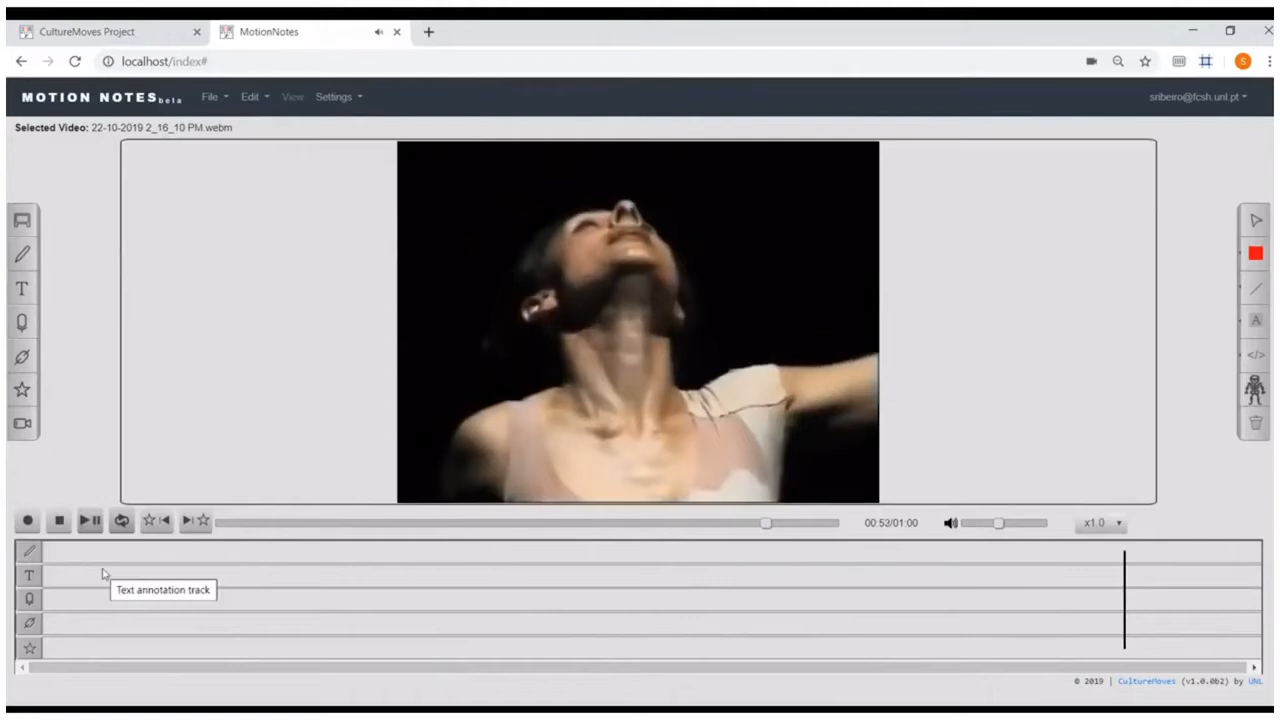 CultureMoves Project
MotionNotes
localhost/index#
S
MOTION NOTES beta File Edit View Settings sribeiro@fcsh.unl.pt
Selected Video: 22-10-2019 2_16_10 PM.webm
T
A
</>
00:53/01:00
x1.0
T
Text annotation track
© 2019 | CultureMoves (v1.0.0b2) by UNL